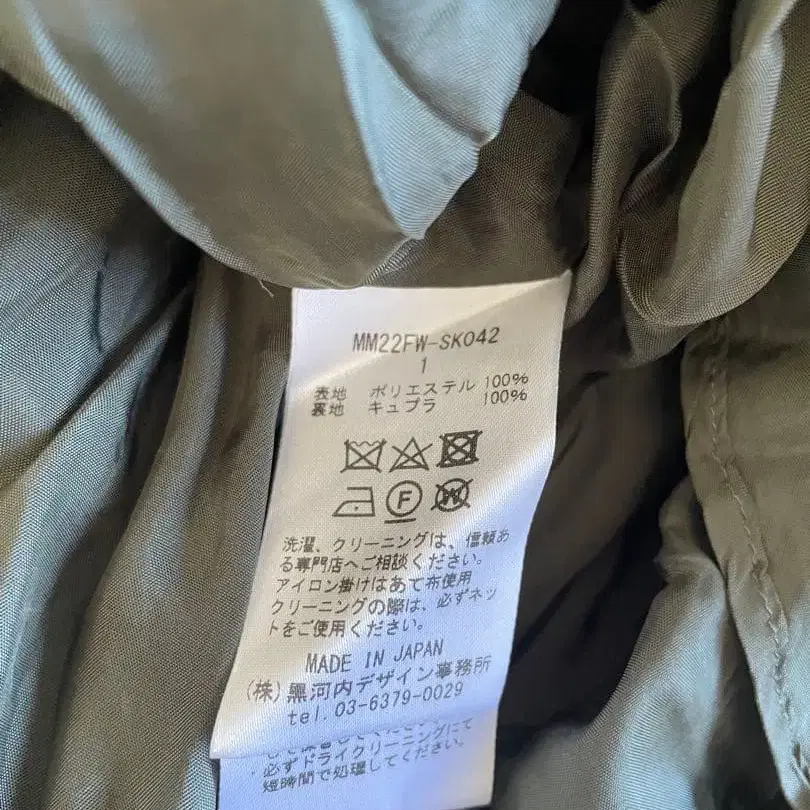 MM22FW-SK042
1
表地 ポリエステル 100%
裏地 キュプラ 100%
F
W
洗濯、クリーニングは、信頼あ
る専門店へご相談ください。
アイロン掛けはあて布使用
クリーニングの際は、必ずネッ
トをご使用ください。
MADE IN JAPAN
(株)黒河内デザイン事務所
tel.03-6379-0029
必ずドライクリーニングにて
短時間で処理してください。